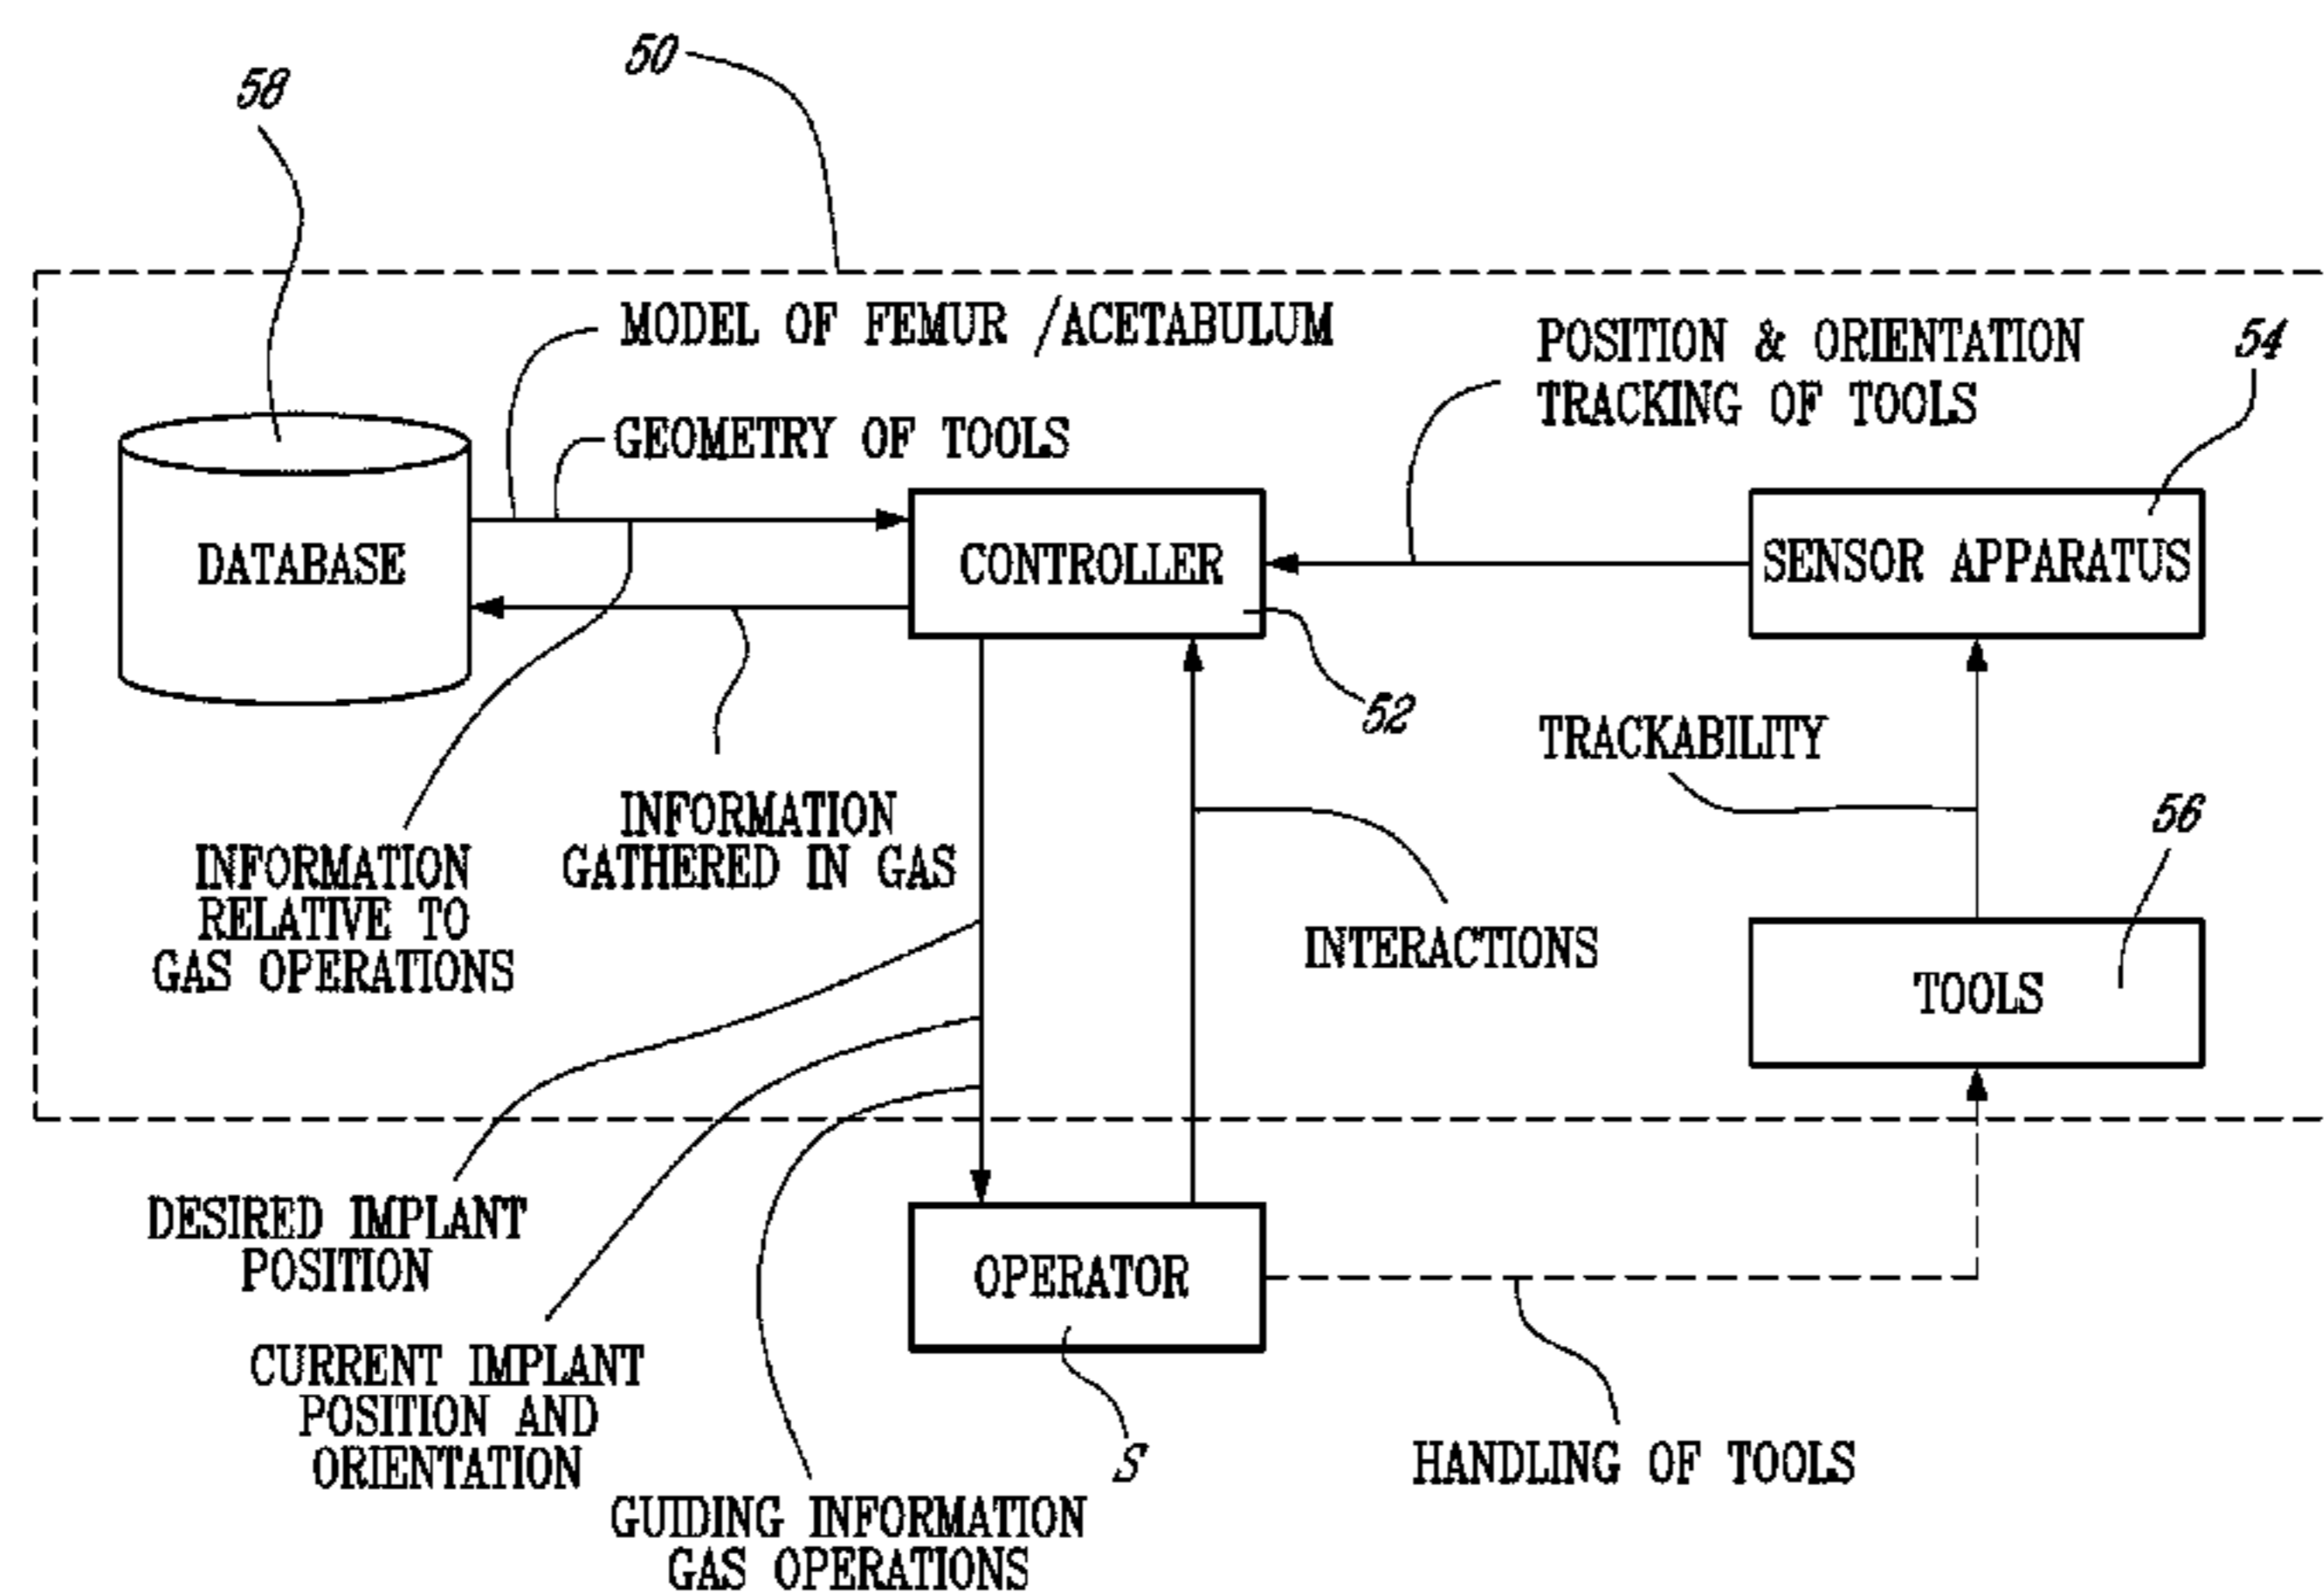 50
58
MODEL OF FEMUR /ACETABULUM
GEOMETRY OF TOOLS
POSITION & ORIENTATION
TRACKING OF TOOLS
54
DATABASE
CONTROLLER
SENSOR APPARATUS
52
TRACKABILITY
INFORMATION
GATHERED IN GAS
INFORMATION
RELATIVE TO
GAS OPERATIONS
INTERACTIONS
56
TOOLS
DESIRED IMPLANT
POSITION
OPERATOR
CURRENT IMPLANT
POSITION AND
ORIENTATION
S
HANDLING OF TOOLS
GUIDING INFORMATION
GAS OPERATIONS